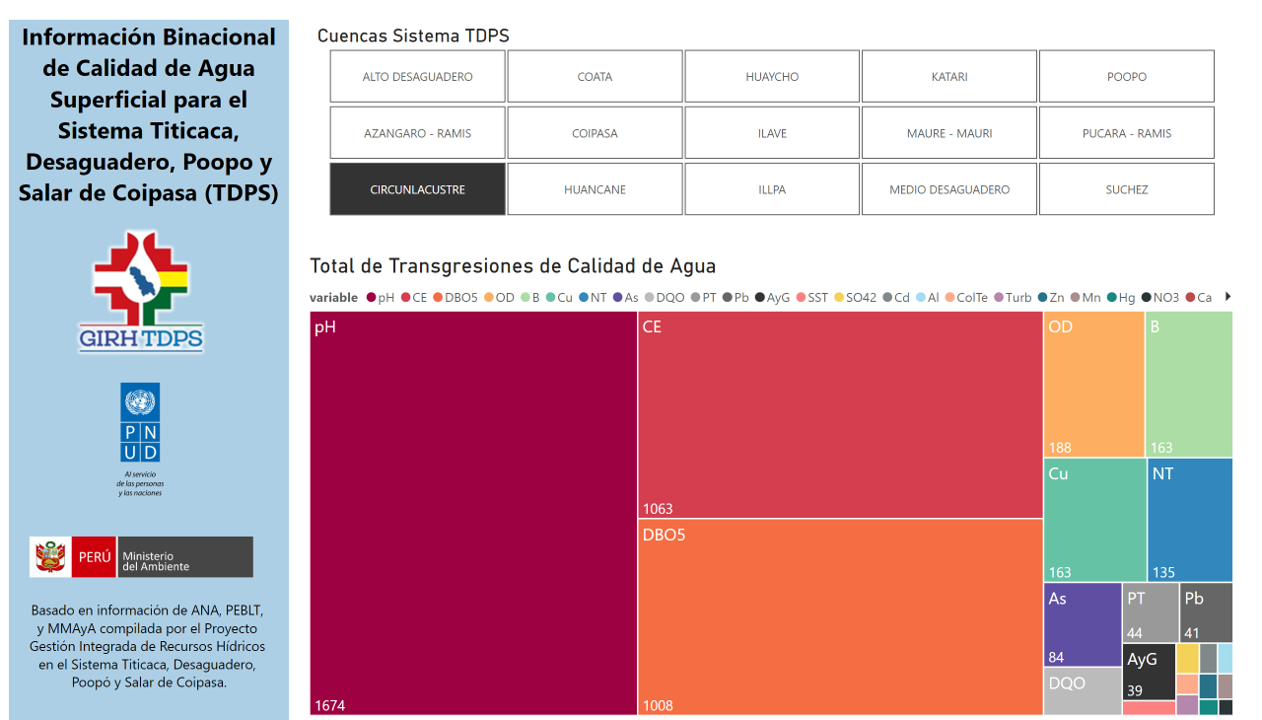 Información Binacional
de Calidad de Agua
Superficial para el
Sistema Titicaca,
Desaguadero, Poopo y
Salar de Coipasa (TDPS)
GIRH TDPS
P N
U D
Al servicio
de las personas
y las naciones
PERÚ
Ministerio
del Ambiente
Basado en información de ANA, PEBLT,
y MMAyA compilada por el Proyecto
Gestión Integrada de Recursos Hídricos
en el Sistema Titicaca, Desaguadero,
Poopó y Salar de Coipasa.
Cuencas Sistema TDPS
ALTO DESAGUADERO COATA HUAYCHO KATARI POOPO
AZANGARO - RAMIS COIPASA ILAVE MAURE - MAURI PUCARA - RAMIS
CIRCUNLACUSTRE HUANCANE ILLPA MEDIO DESAGUADERO SUCHEZ
Total de Transgresiones de Calidad de Agua
variable pH CE DBO5 OD B Cu NT As DQO PT Pb AyG SST SO42 Cd Al ColTe Turb Zn Mn Hg NO3 Ca
pH
1674
CE
1063
DBO5
1008
OD
188
B
163
Cu
163
NT
135
As
84
DQO
PT
44
Pb
41
AyG
39